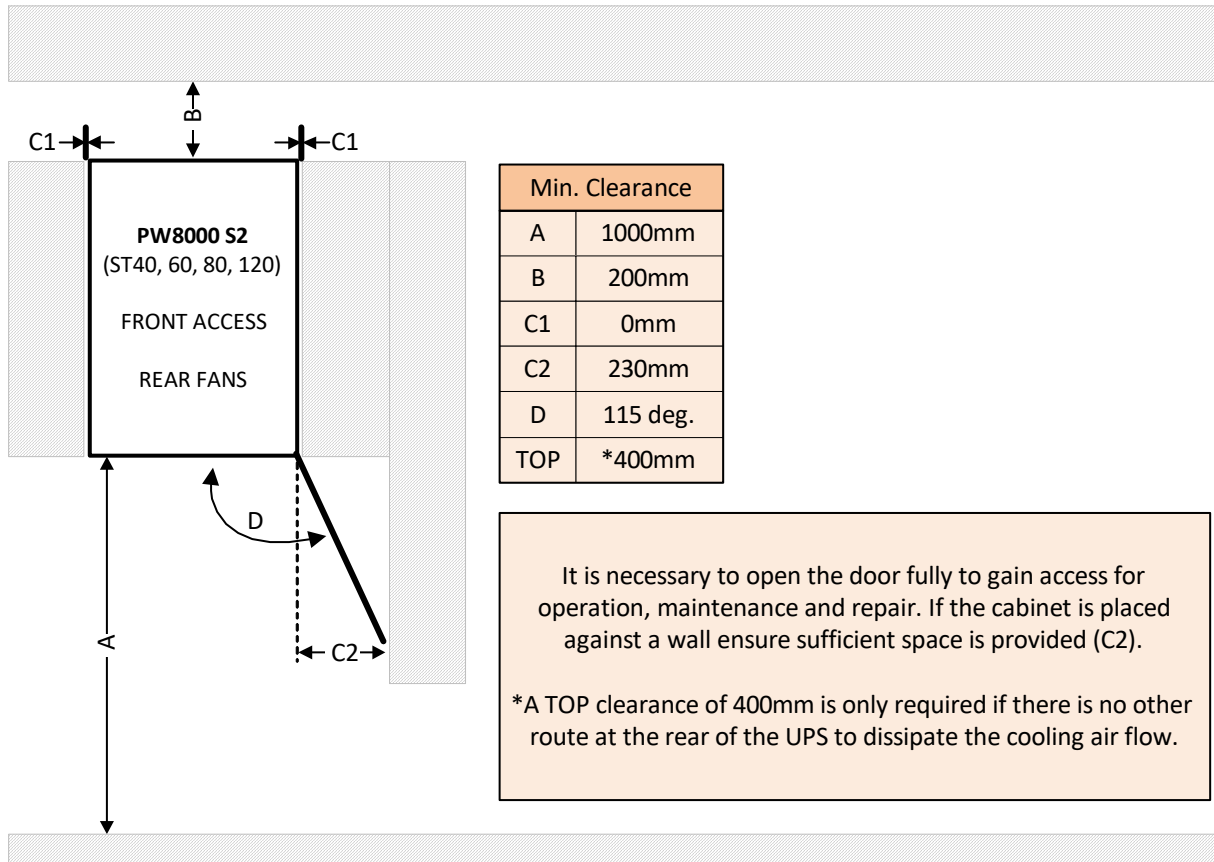 B
C1
C1
PW8000 S2
(ST40, 60, 80, 120)
FRONT ACCESS
REAR FANS
D
A
C2
Min. Clearance
A 1000mm
B 200mm
C1 0mm
C2 230mm
D 115 deg.
TOP *400mm
It is necessary to open the door fully to gain access for
operation, maintenance and repair. If the cabinet is placed
against a wall ensure sufficient space is provided (C2).
*A TOP clearance of 400mm is only required if there is no other
route at the rear of the UPS to dissipate the cooling air flow.